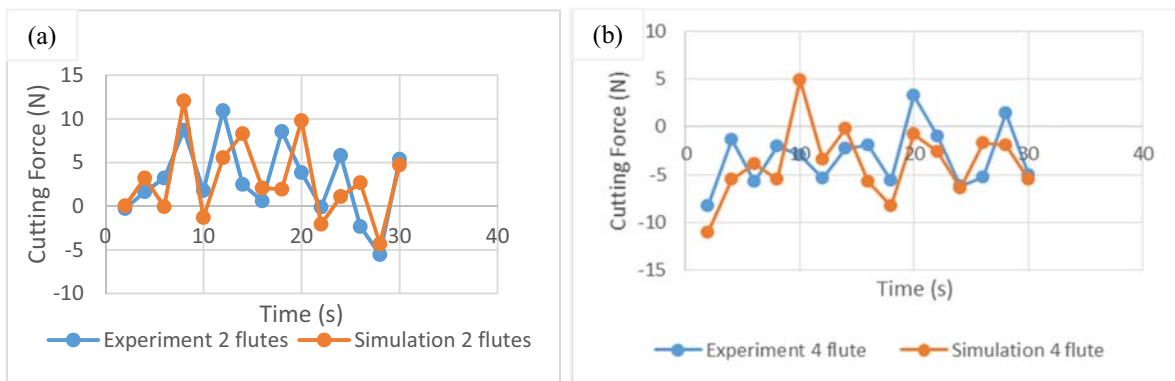 (a)
Cutting Force (N)
15
10
5
0
-5
-10
0
10
20
30
40
Time (s)
Experiment 2 flutes
Simulation 2 flutes
(b)
Cutting Force (N)
10
5
0
-5
-10
-15
0
10
20
30
40
Time (s)
Experiment 4 flute
Simulation 4 flute